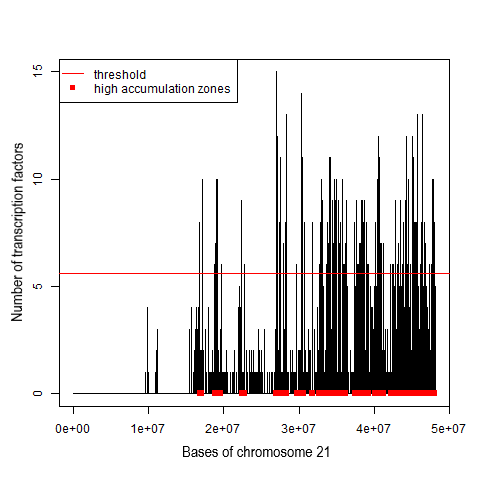 threshold
high accumulation zones
15
10
5
0
Number of transcription factors
0e+00 1e+07 2e+07 3e+07 4e+07 5e+07
Bases of chromosome 21